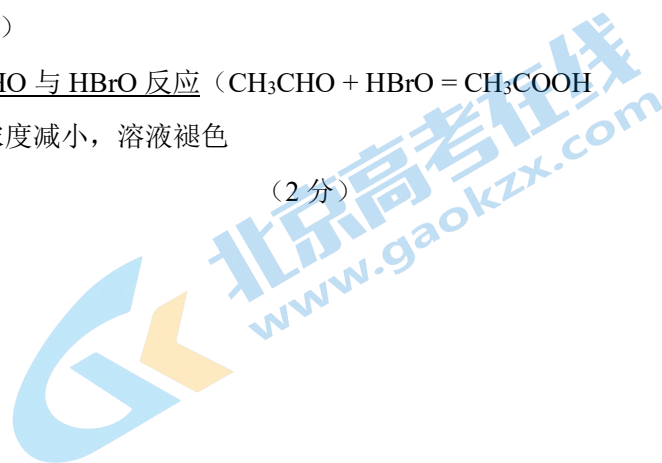 ）
HO 与 HBrO 反应（CH₃CHO + HBrO = CH₃COOH
度减小，溶液褪色
（2 分）
北京高考在线
www.gaokzx.com